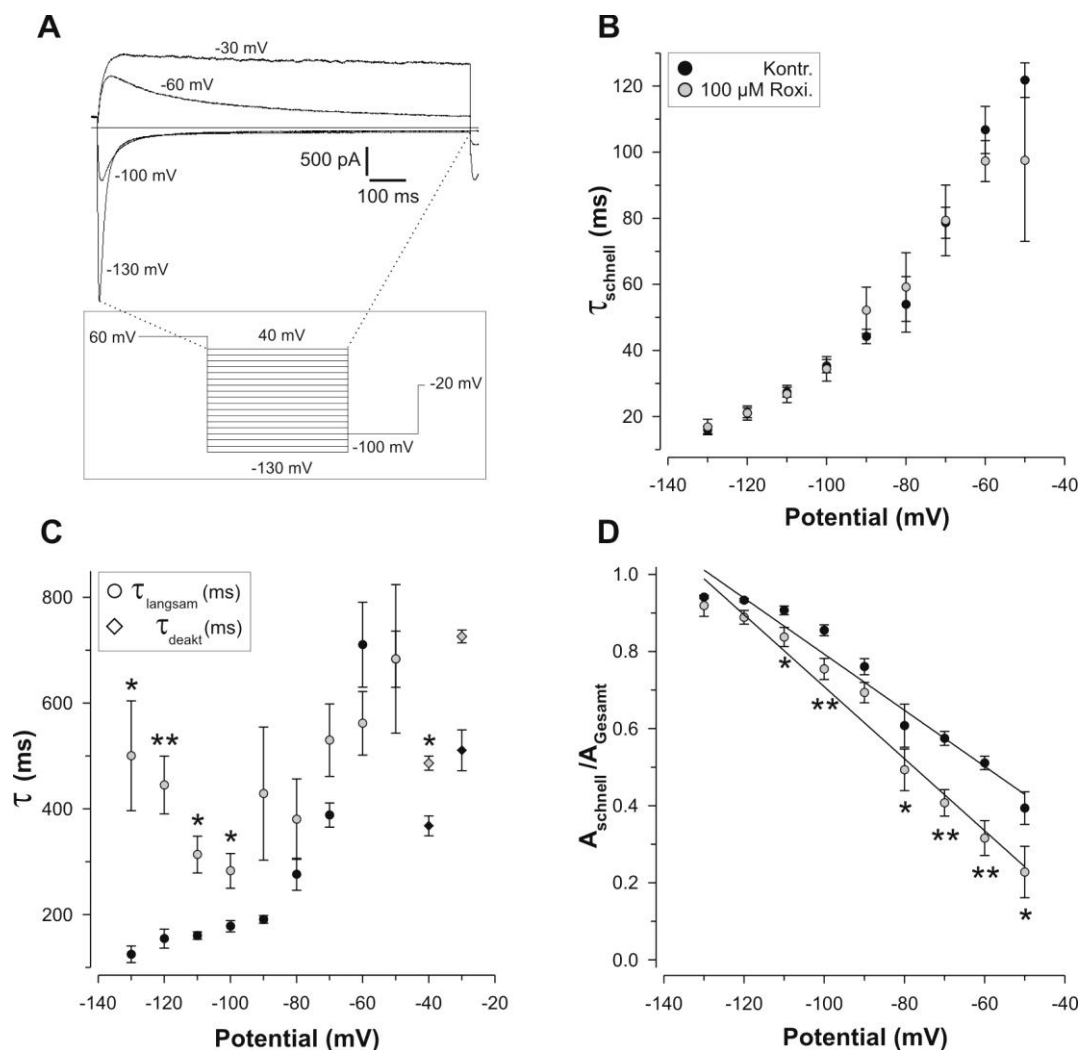 A
-30 mV
-60 mV
-100 mV
500 pA
100 ms
-130 mV
60 mV
40 mV
-20 mV
-100 mV
-130 mV
B
Kontr.
100 µM Roxi.
τschnell (ms)
120
100
80
60
40
20
-140 -120 -100 -80 -60 -40
Potential (mV)
C
τlangsam (ms)
τdeakt (ms)
τ (ms)
800
600
400
200
* ** * * *
-120 -100 -80 -60 -40 -20
Potential (mV)
D
Aschnell/AGesamt
1.0
0.8
0.6
0.4
0.2
0.0
* ** * ** ** *
-140 -120 -100 -80 -60 -40
Potential (mV)